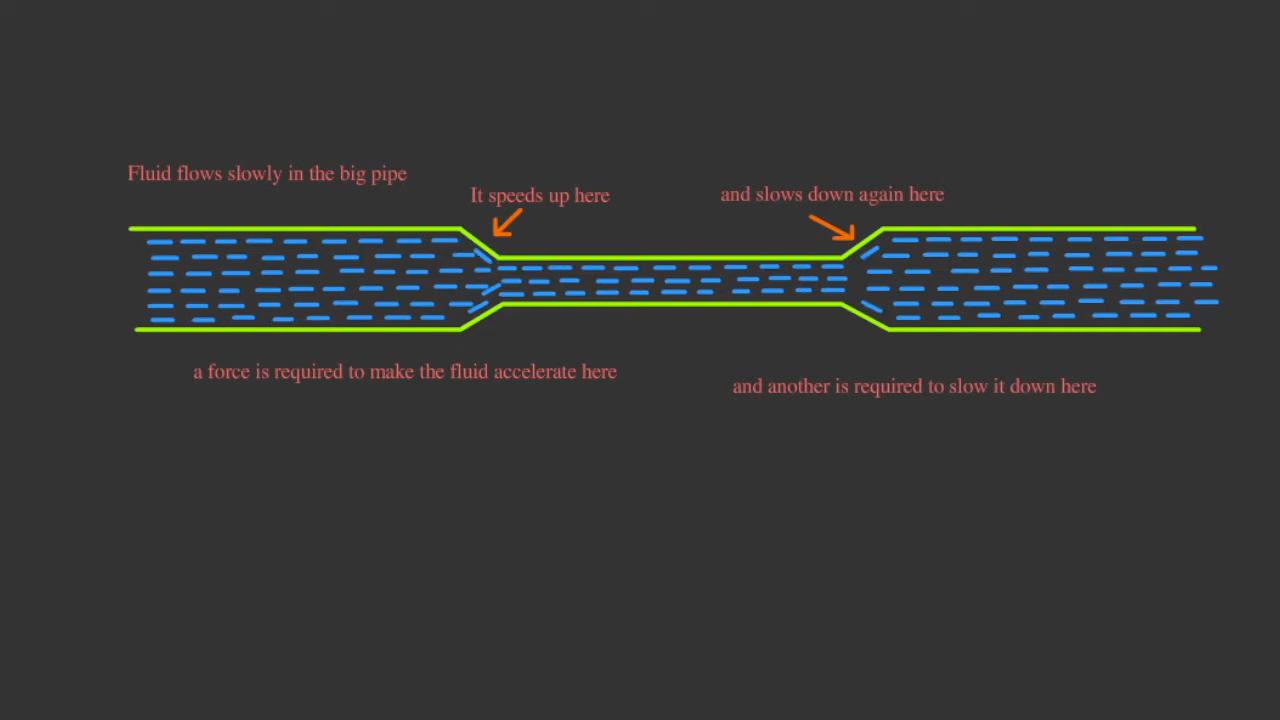 Fluid flows slowly in the big pipe
It speeds up here
and slows down again here
a force is required to make the fluid accelerate here
and another is required to slow it down here